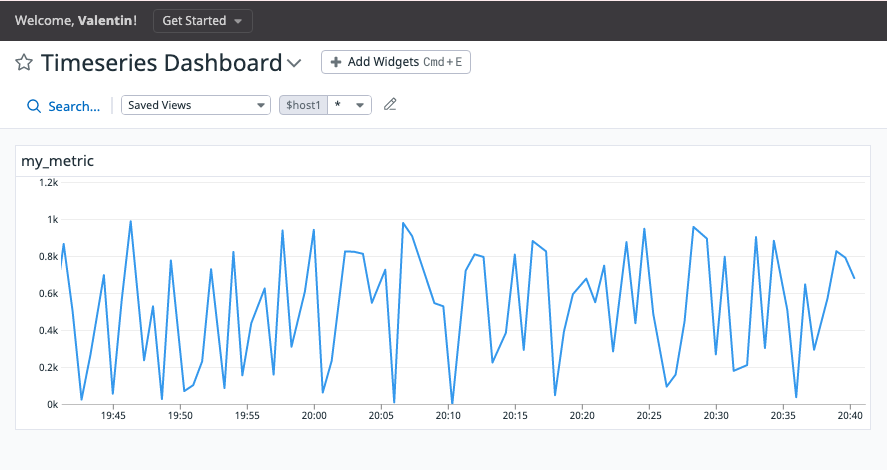 Welcome, Valentin! Get Started
Timeseries Dashboard Add Widgets Cmd+E
Search... Saved Views $host1 *
my_metric
1.2k
1k
0.8k
0.6k
0.4k
0.2k
0k
19:45 19:50 19:55 20:00 20:05 20:10 20:15 20:20 20:25 20:30 20:35 20:40